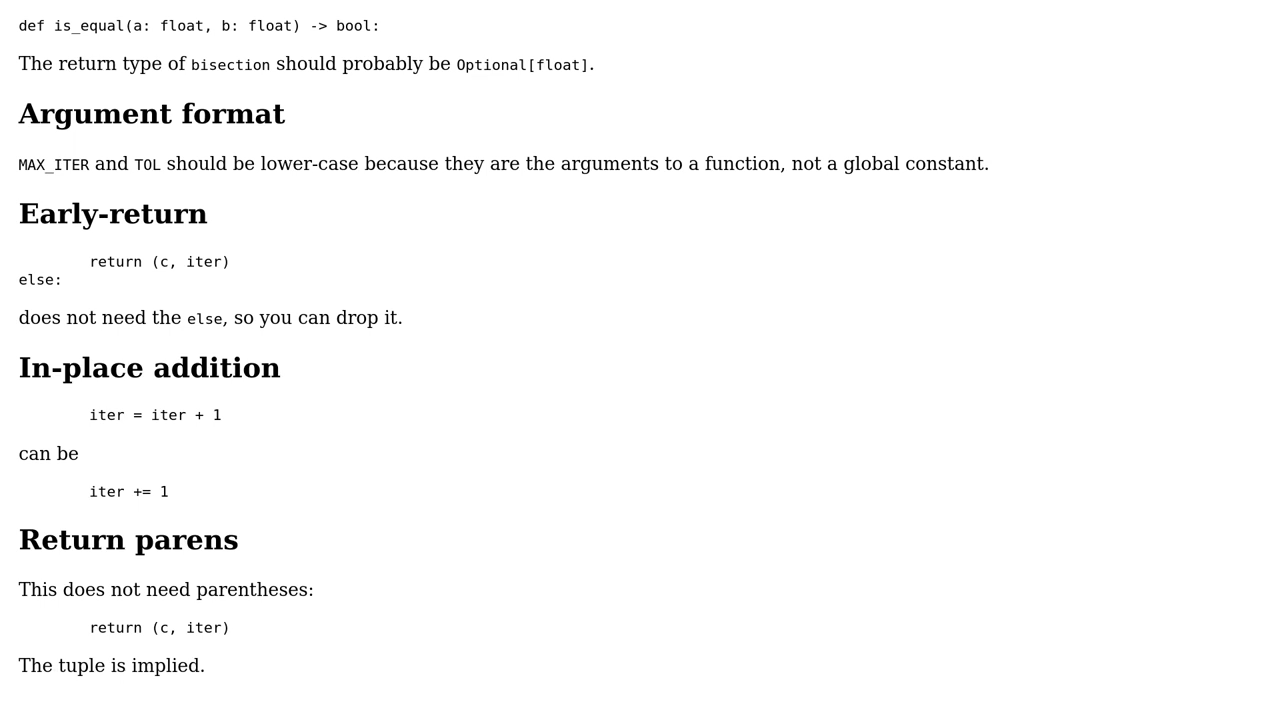 def is_equal(a: float, b: float) -> bool:
The return type of bisection should probably be Optional[float].
Argument format
MAX_ITER and TOL should be lower-case because they are the arguments to a function, not a global constant.
Early-return
return (c, iter)
else:
does not need the else, so you can drop it.
In-place addition
iter = iter + 1
can be
iter += 1
Return parens
This does not need parentheses:
return (c, iter)
The tuple is implied.